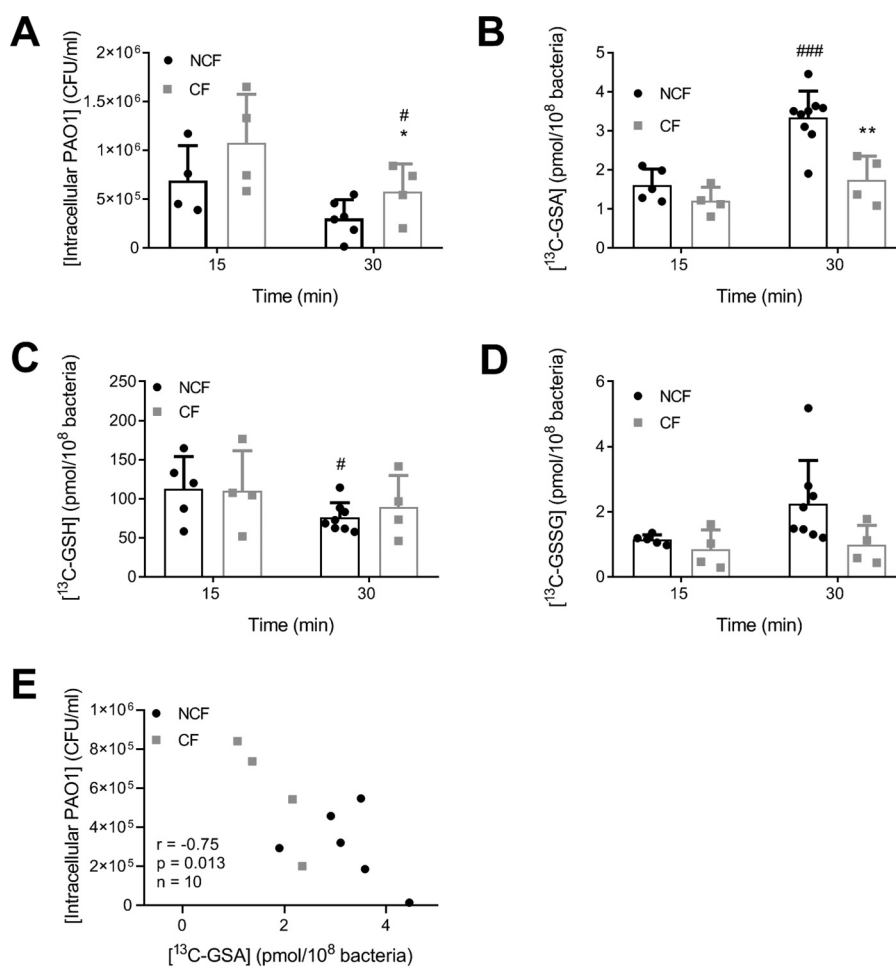 A
[Intracellular PAO1] (CFU/ml)
2×10⁶
1.5×10⁶
1×10⁶
5×10⁵
0
NCF
CF
#
*
15
30
Time (min)
B
[¹³C-GSA] (pmol/10⁸ bacteria)
5
4
3
2
1
0
NCF
CF
###
**
15
30
Time (min)
C
[¹³C-GSH] (pmol/10⁸ bacteria)
250
200
150
100
50
0
NCF
CF
#
15
30
Time (min)
D
[¹³C-GSSG] (pmol/10⁸ bacteria)
6
4
2
0
NCF
CF
15
30
Time (min)
E
[Intracellular PAO1] (CFU/ml)
1×10⁶
8×10⁵
6×10⁵
4×10⁵
2×10⁵
0
NCF
CF
r = -0.75
p = 0.013
n = 10
0
2
4
[¹³C-GSA] (pmol/10⁸ bacteria)